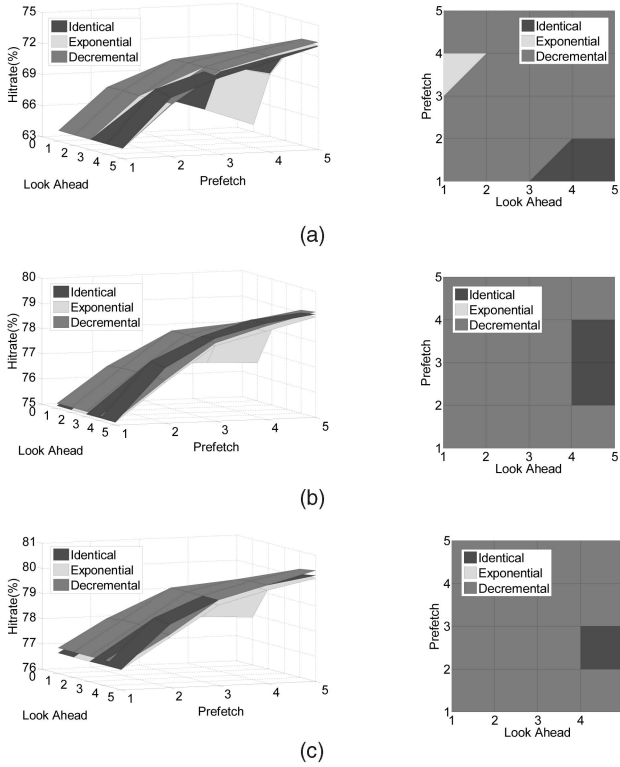 75
72
69
66
63
Hitrate(%)
Identical
Exponential
Decremental
0
1
2
3
4
5
Look Ahead
1
2
3
4
5
Prefetch
5
4
3
2
1
Prefetch
Identical
Exponential
Decremental
1
2
3
4
5
Look Ahead
(a)
80
79
78
77
76
75
Hitrate(%)
Identical
Exponential
Decremental
0
1
2
3
4
5
Look Ahead
1
2
3
4
5
Prefetch
5
4
3
2
1
Prefetch
Identical
Exponential
Decremental
1
2
3
4
5
Look Ahead
(b)
81
80
79
78
77
76
Hitrate(%)
Identical
Exponential
Decremental
0
1
2
3
4
5
Look Ahead
1
2
3
4
5
Prefetch
5
4
3
2
1
Prefetch
Identical
Exponential
Decremental
1
2
3
4
Look Ahead
(c)